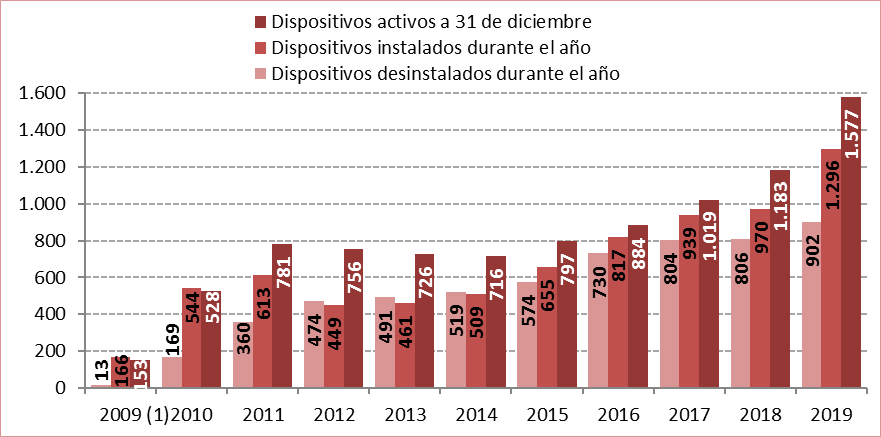 Dispositivos activos a 31 de diciembre
Dispositivos instalados durante el año
Dispositivos desinstalados durante el año
1.600
1.400
1.200
1.000
800
600
400
200
0
13 166 153
169 544 528
360 613 781
474 449 756
491 461 726
519 509 716
574 655 797
730 817 884
804 939 1.019
806 970 1.183
902 1.296 1.577
2009 (1) 2010 2011 2012 2013 2014 2015 2016 2017 2018 2019